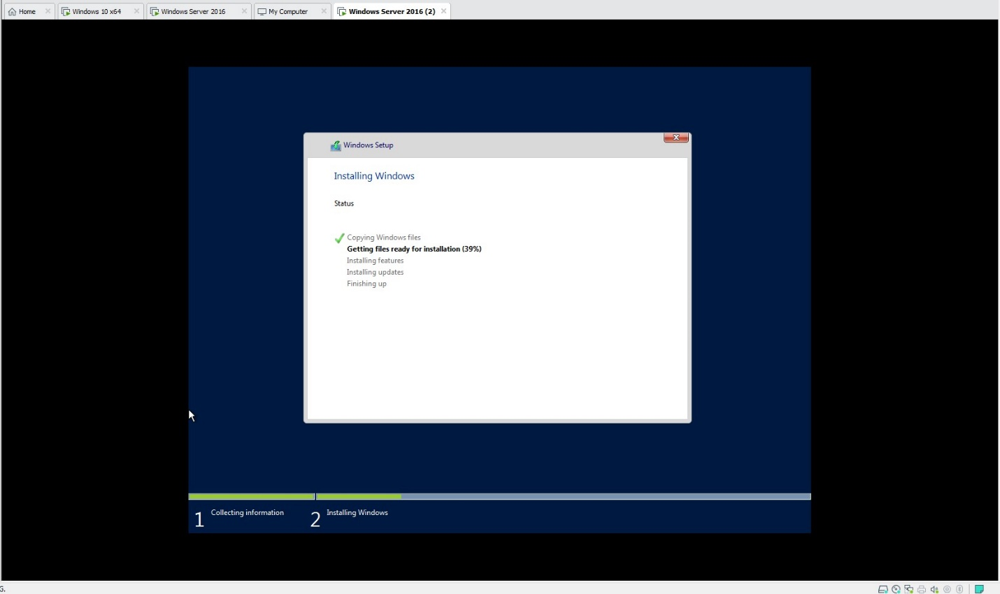 Home
Windows 10 x64
Windows Server 2016
My Computer
Windows Server 2016 (2)
Windows Setup
Installing Windows
Status
Copying Windows files
Getting files ready for installation (39%)
Installing features
Installing updates
Finishing up
1 Collecting information
2 Installing Windows
G.